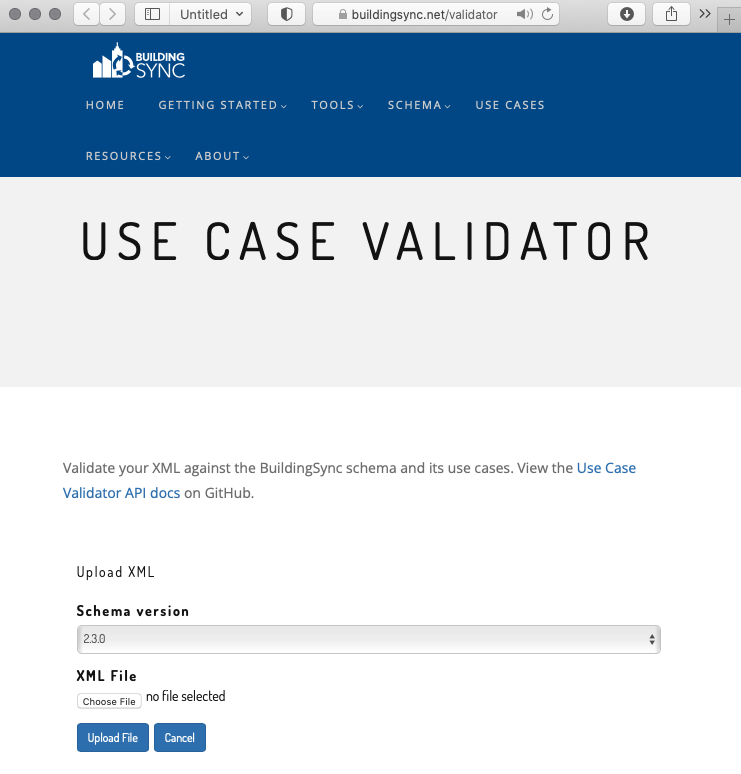 Untitled buildingsync.net/validator
BUILDING
SYNC
HOME GETTING STARTED TOOLS SCHEMA USE CASES
RESOURCES ABOUT
USE CASE VALIDATOR
Validate your XML against the BuildingSync schema and its use cases. View the Use Case
Validator API docs on GitHub.
Upload XML
Schema version
2.3.0
XML File
Choose File no file selected
Upload File Cancel